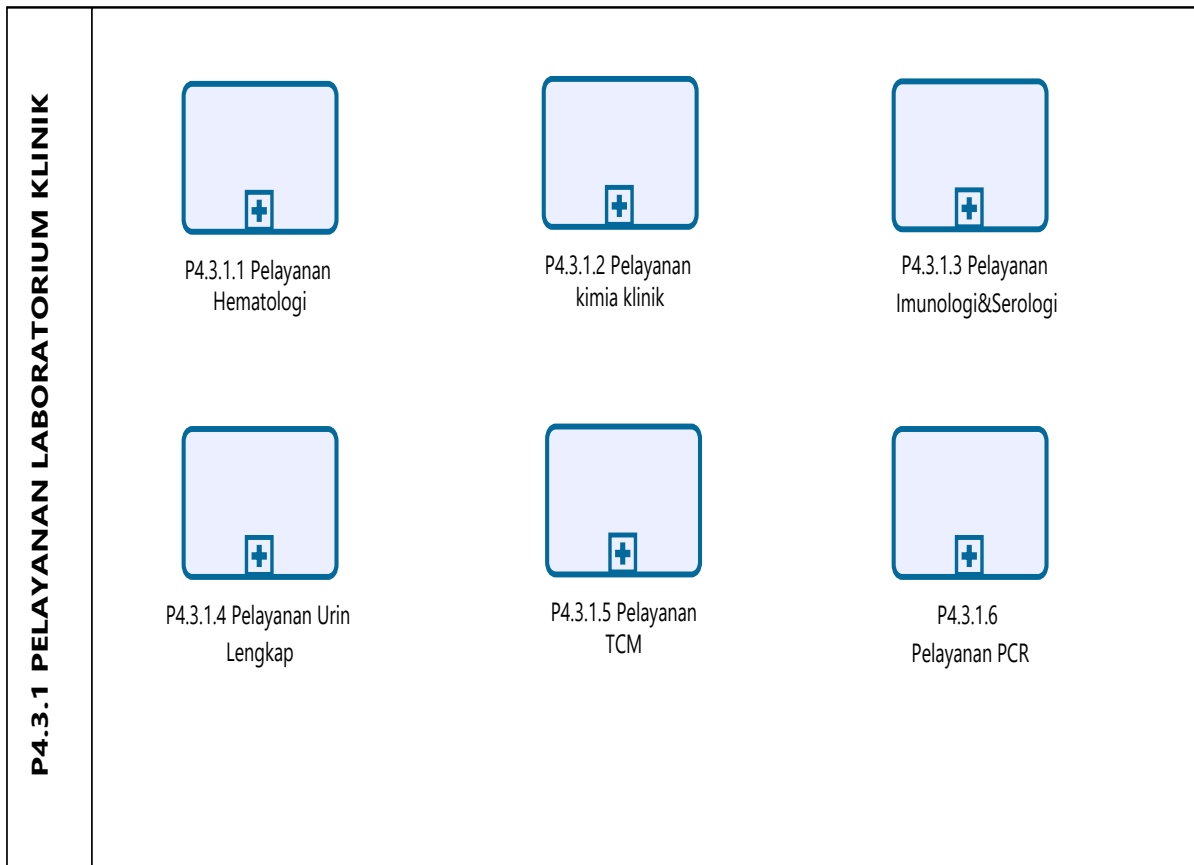 P4.3.1 PELAYANAN LABORATORIUM KLINIK
P4.3.1.1 Pelayanan
Hematologi
P4.3.1.2 Pelayanan
kimia klinik
P4.3.1.3 Pelayanan
Imunologi&Serologi
P4.3.1.4 Pelayanan Urin
Lengkap
P4.3.1.5 Pelayanan
TCM
P4.3.1.6
Pelayanan PCR